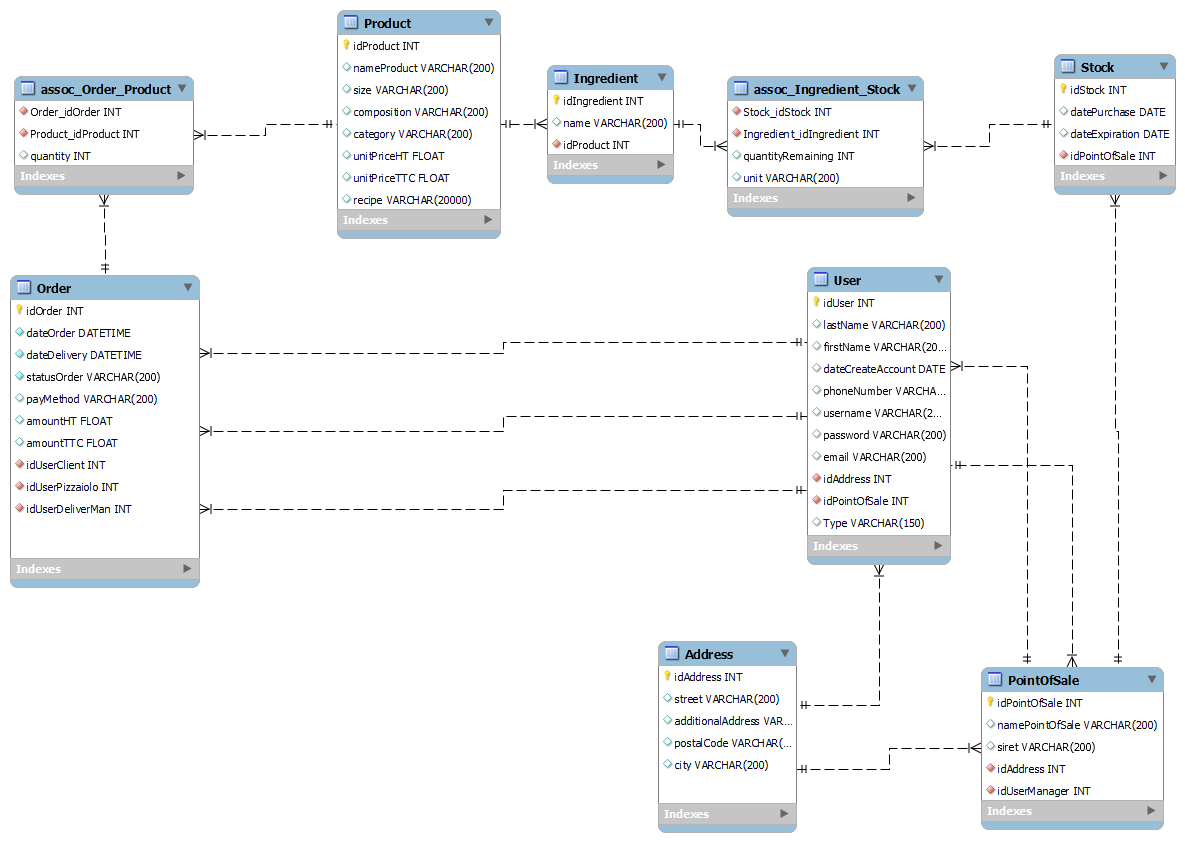 Product
idProduct INT
nameProduct VARCHAR(200)
size VARCHAR(200)
composition VARCHAR(200)
category VARCHAR(200)
unitPriceHT FLOAT
unitPriceTTC FLOAT
recipe VARCHAR(20000)
Indexes
assoc_Order_Product
Order_idOrder INT
Product_idProduct INT
quantity INT
Indexes
Ingredient
idIngredient INT
name VARCHAR(200)
idProduct INT
Indexes
assoc_Ingredient_Stock
Stock_idStock INT
Ingredient_idIngredient INT
quantityRemaining INT
unit VARCHAR(200)
Indexes
Stock
idStock INT
datePurchase DATE
dateExpiration DATE
idPointOfSale INT
Indexes
Order
idOrder INT
dateOrder DATETIME
dateDelivery DATETIME
statusOrder VARCHAR(200)
payMethod VARCHAR(200)
amountHT FLOAT
amountTTC FLOAT
idUserClient INT
idUserPizzaiolo INT
idUserDeliverMan INT
Indexes
User
idUser INT
lastName VARCHAR(200)
firstName VARCHAR(20...
dateCreateAccount DATE
phoneNumber VARCHA...
username VARCHAR(2...
password VARCHAR(200)
email VARCHAR(200)
idAddress INT
idPointOfSale INT
Type VARCHAR(150)
Indexes
Address
idAddress INT
street VARCHAR(200)
additionalAddress VAR...
postalCode VARCHAR(...
city VARCHAR(200)
Indexes
PointOfSale
idPointOfSale INT
namePointOfSale VARCHAR(200)
siret VARCHAR(200)
idAddress INT
idUserManager INT
Indexes